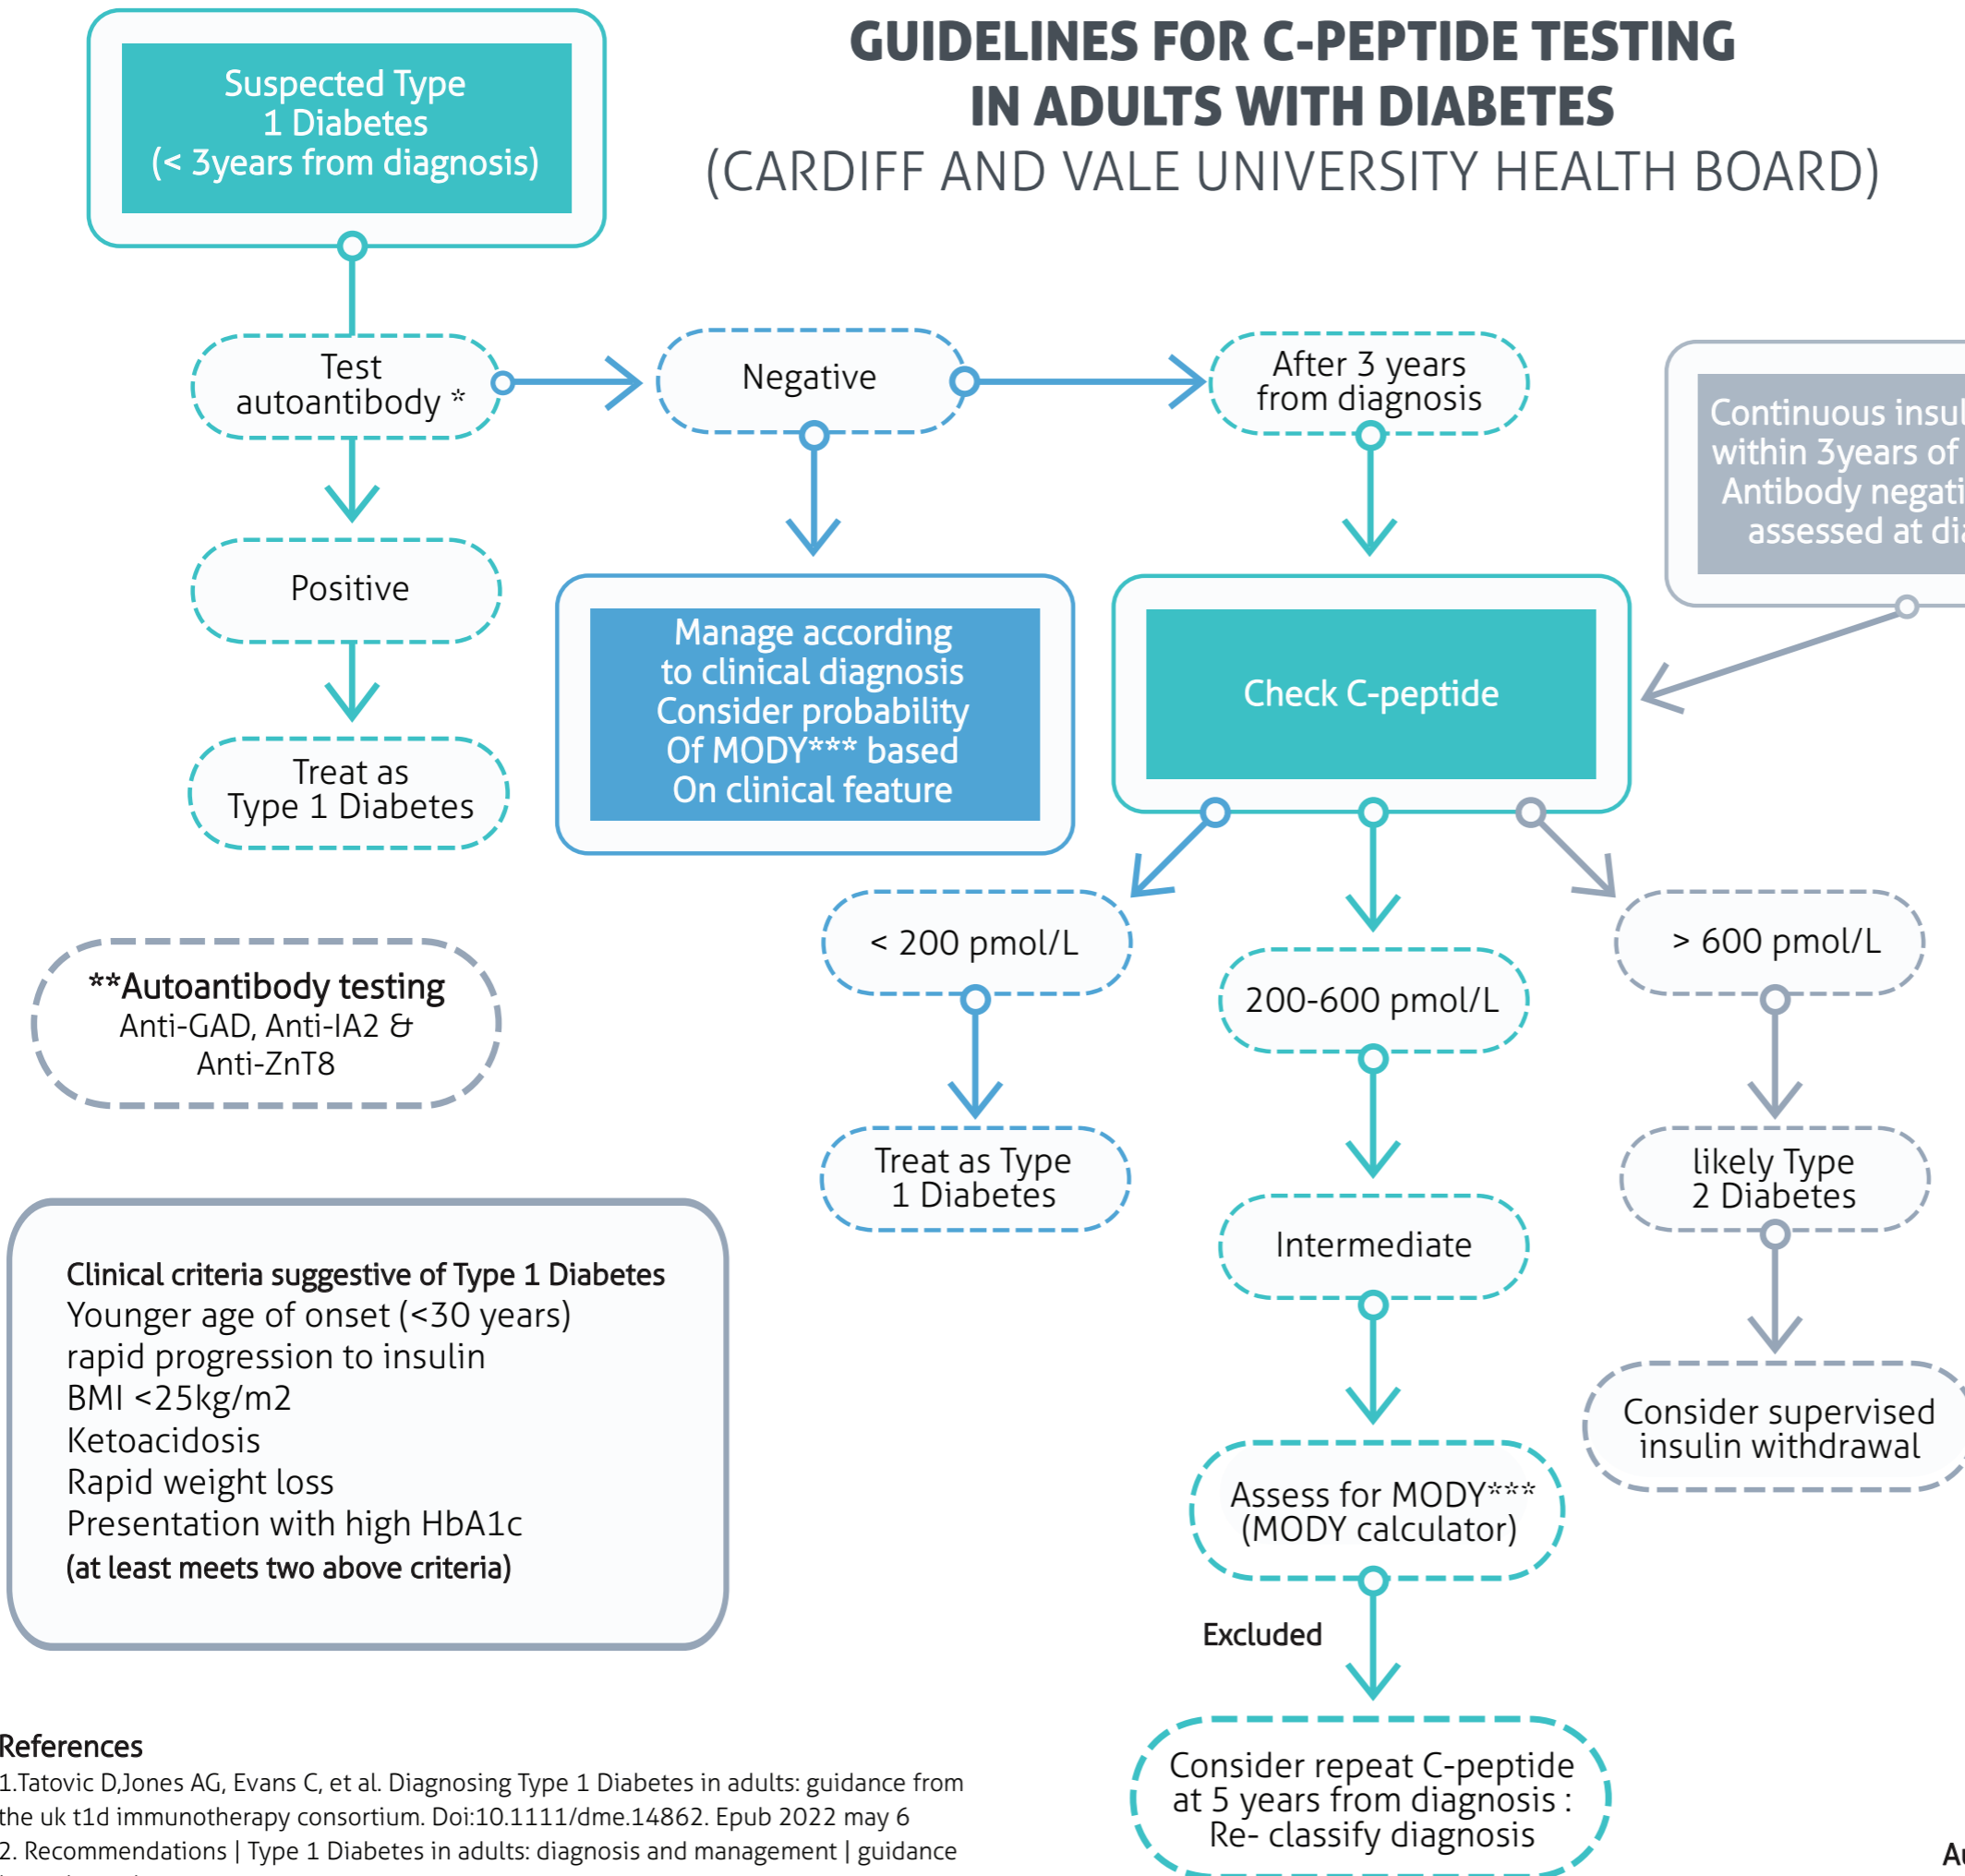 GUIDELINES FOR C-PEPTIDE TESTING
IN ADULTS WITH DIABETES
(CARDIFF AND VALE UNIVERSITY HEALTH BOARD)
Suspected Type
1 Diabetes
(< 3years from diagnosis)
Test
autoantibody *
Negative
After 3 years
from diagnosis
Continuous
within 3years of
Antibody
assessed at
Positive
Manage according
to clinical diagnosis
Consider probability
Of MODY*** based
On clinical feature
Check C-peptide
Treat as
Type 1 Diabetes
< 200 pmol/L
200-600 pmol/L
> 600 pmol/L
**Autoantibody testing
Anti-GAD, Anti-IA2 &
Anti-ZnT8
Treat as Type
1 Diabetes
Intermediate
likely Type
2 Diabetes
Clinical criteria suggestive of Type 1 Diabetes
Younger age of onset (<30 years)
rapid progression to insulin
BMI <25kg/m2
Ketoacidosis
Rapid weight loss
Presentation with high HbA1c
(at least meets two above criteria)
Consider supervised
insulin withdrawal
Assess for MODY***
(MODY calculator)
Excluded
Consider repeat C-peptide
at 5 years from diagnosis :
Re- classify diagnosis
References
1.Tatovic D,Jones AG, Evans C, et al. Diagnosing Type 1 Diabetes in adults: guidance from
the uk t1d immunotherapy consortium. Doi:10.1111/dme.14862. Epub 2022 may 6
2. Recommendations | Type 1 Diabetes in adults: diagnosis and management | guidance